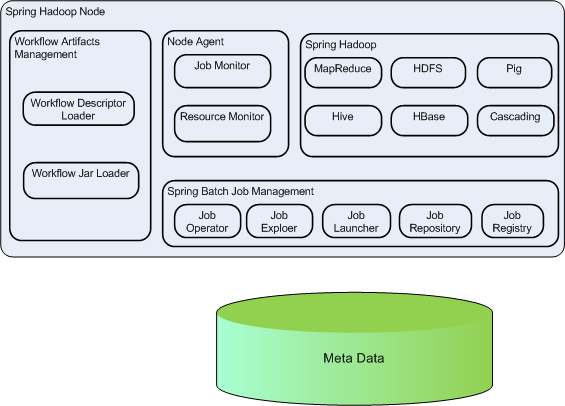 Spring Hadoop Node
Workflow Artifacts
Management
Workflow Descriptor
Loader
Workflow Jar Loader
Node Agent
Job Monitor
Resource Monitor
Spring Hadoop
MapReduce
HDFS
Pig
Hive
HBase
Cascading
Spring Batch Job Management
Job
Operator
Job
Exploer
Job
Launcher
Job
Repository
Job
Registry
Meta Data